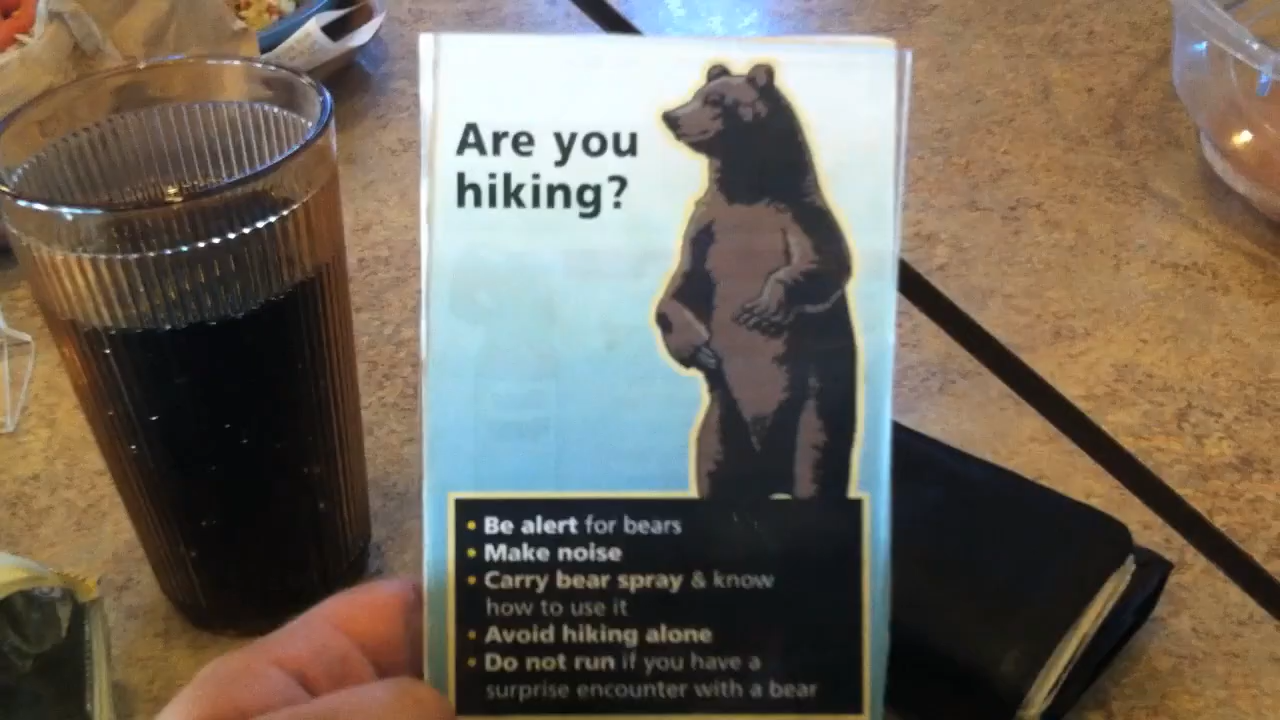 Are you
hiking?
• Be alert for bears
• Make noise
• Carry bear spray & know
how to use it
• Avoid hiking alone
• Do not run if you have a
surprise encounter with a bear